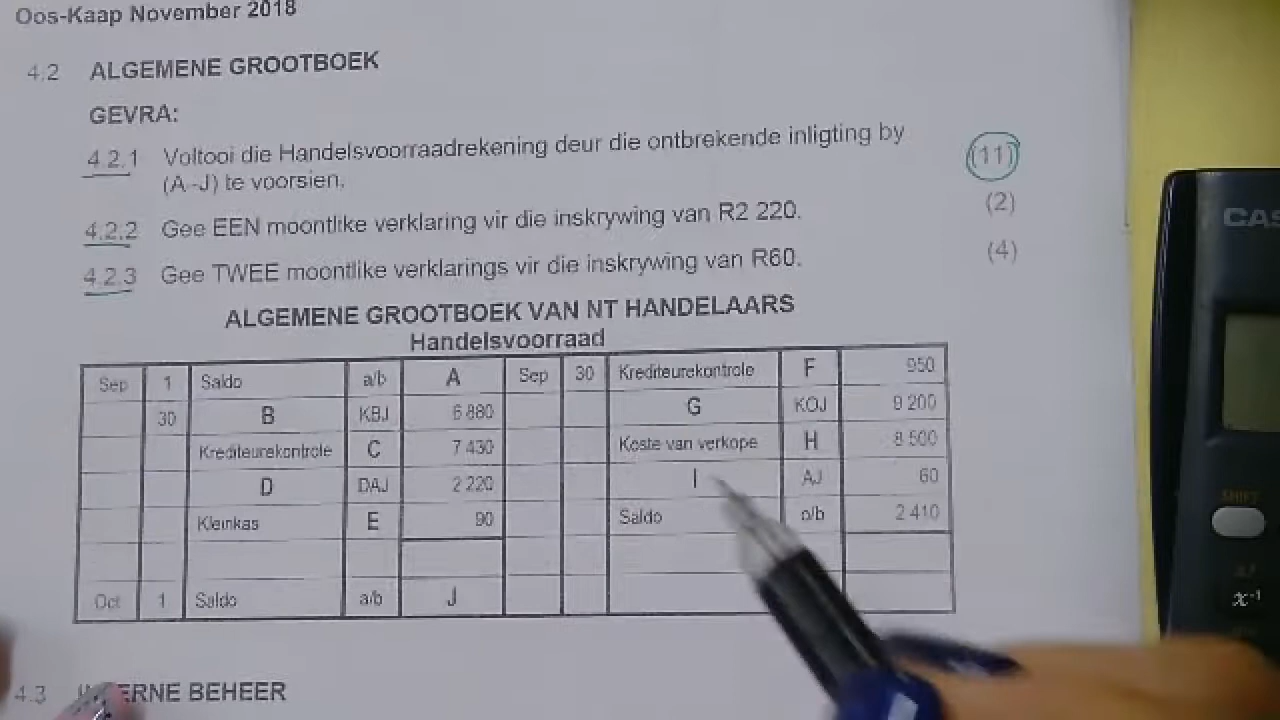 Oos-Kaap November 2018
4.2 ALGEMENE GROOTBOEK
GEVRA:
4.2.1 Voltooi die Handelsvoorraadrekening deur die ontbrekende inligting by (11)
(A-J) te voorsien.
4.2.2 Gee EEN moontlike verklaring vir die inskrywing van R2 220. (2)
4.2.3 Gee TWEE moontlike verklarings vir die inskrywing van R60. (4)
ALGEMENE GROOTBOEK VAN NT HANDELAARS
Handelsvoorraad
Sep 1 Saldo a/b A Sep 30 Krediteurekontrole F 950
30 B KBJ 6 880 G KOJ 9 200
Krediteurekontrole C 7 430 Koste van verkope H 8 500
D DAJ 2 220 I AJ 60
Kleinkas E 90 Saldo o/b 2 410
Oct 1 Saldo a/b J
4.3 ERNE BEHEER
CAS
SHIFT
x-1